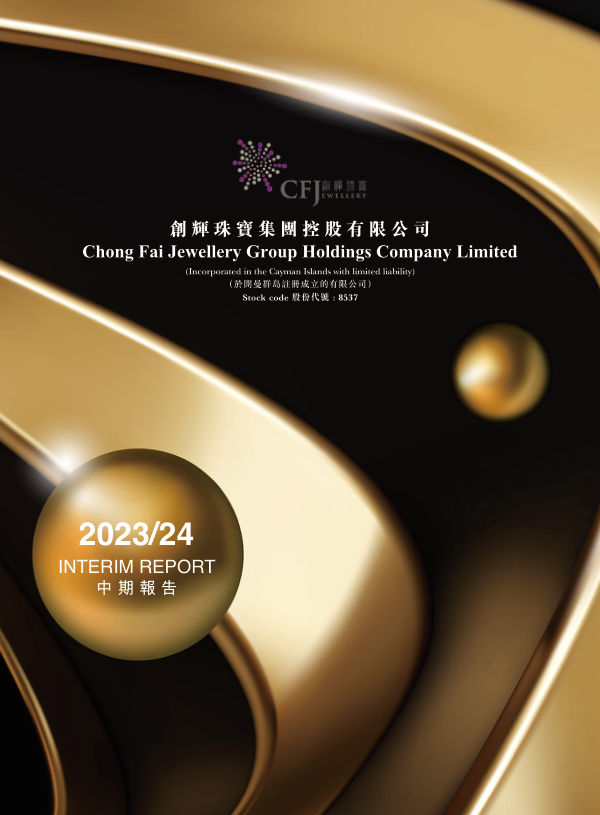 CFJ 創輝珠寶
JEWELLERY
創輝珠寶集團控股有限公司
Chong Fai Jewellery Group Holdings Company Limited
(Incorporated in the Cayman Islands with limited liability)
（於開曼群島註冊成立的有限公司）
Stock code 股份代號 : 8537
2023/24
INTERIM REPORT
中期報告